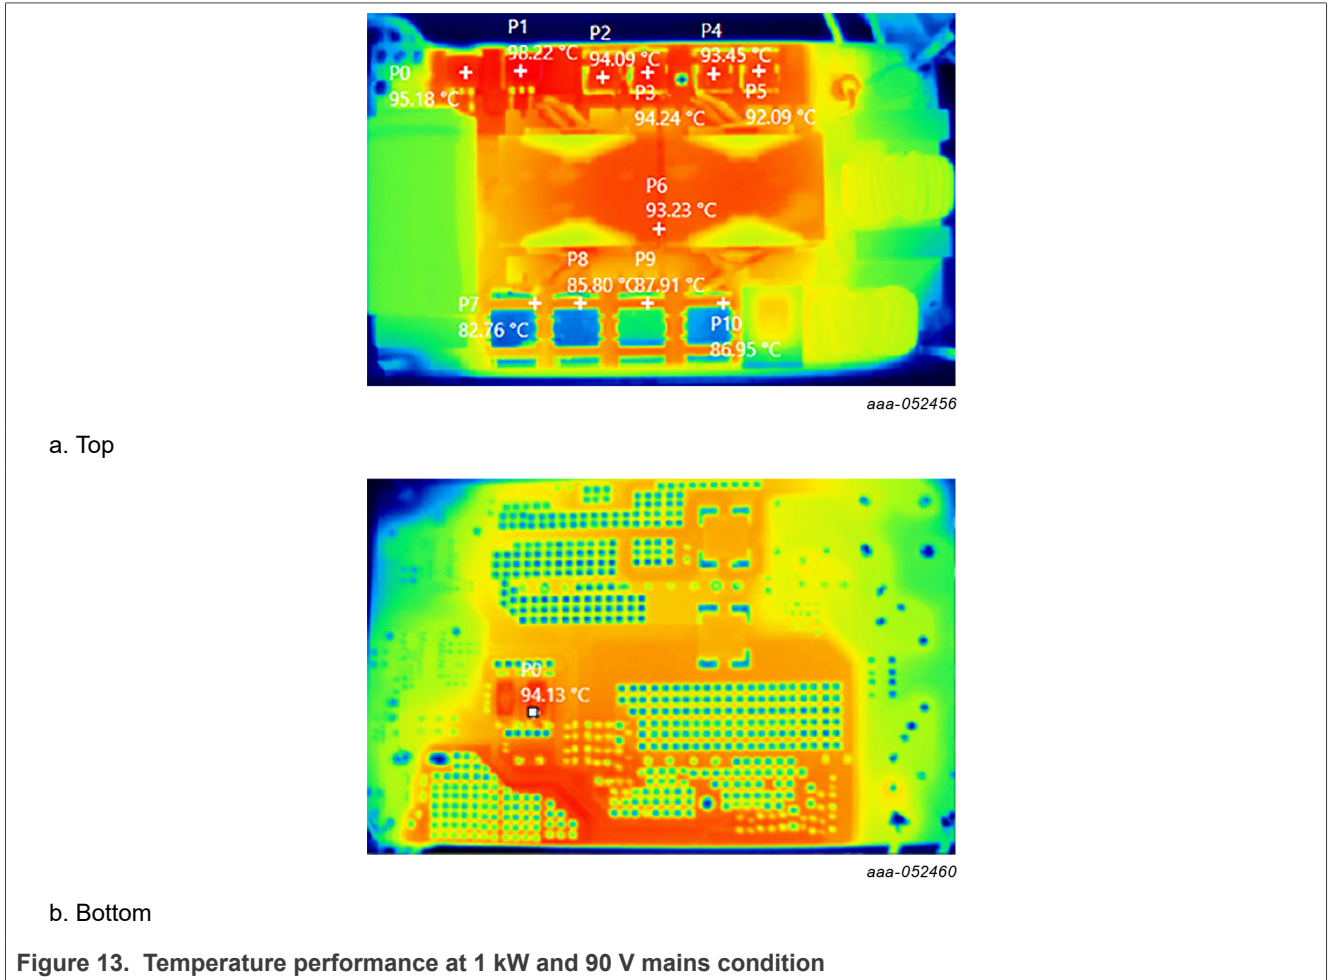 P1
98.22 °C
P2
94.09 °C
P4
93.45 °C
P0
95.18 °C
P3
94.24 °C
P5
92.09 °C
P6
93.23 °C
P8
85.80 °C
P9
87.91 °C
P7
82.76 °C
P10
86.95 °C
aaa-052456
a. Top
P0
94.13 °C
aaa-052460
b. Bottom
Figure 13. Temperature performance at 1 kW and 90 V mains condition